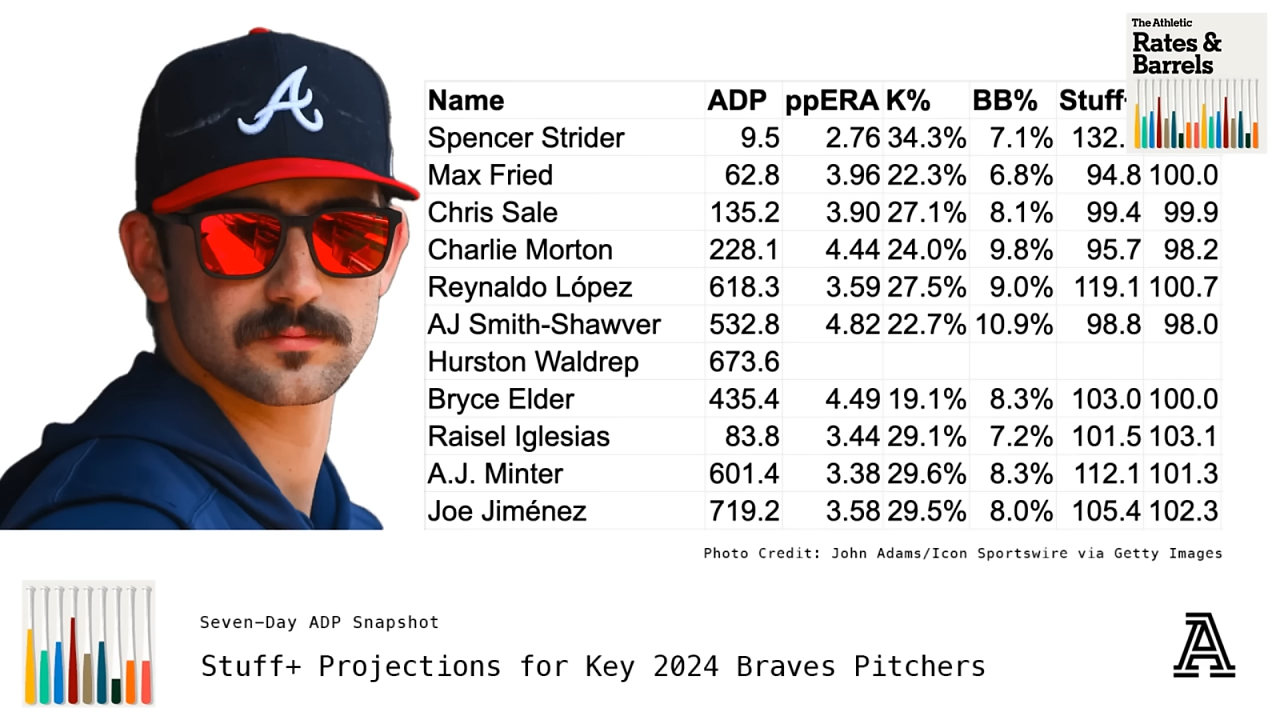 The Athletic
Rates &
Barrels
Name ADP ppERA K% BB% Stuff
Spencer Strider 9.5 2.76 34.3% 7.1% 132.
Max Fried 62.8 3.96 22.3% 6.8% 94.8 100.0
Chris Sale 135.2 3.90 27.1% 8.1% 99.4 99.9
Charlie Morton 228.1 4.44 24.0% 9.8% 95.7 98.2
Reynaldo López 618.3 3.59 27.5% 9.0% 119.1 100.7
AJ Smith-Shawver 532.8 4.82 22.7% 10.9% 98.8 98.0
Hurston Waldrep 673.6
Bryce Elder 435.4 4.49 19.1% 8.3% 103.0 100.0
Raisel Iglesias 83.8 3.44 29.1% 7.2% 101.5 103.1
A.J. Minter 601.4 3.38 29.6% 8.3% 112.1 101.3
Joe Jiménez 719.2 3.58 29.5% 8.0% 105.4 102.3
Photo Credit: John Adams/Icon Sportswire via Getty Images
Seven-Day ADP Snapshot
Stuff+ Projections for Key 2024 Braves Pitchers
A
A